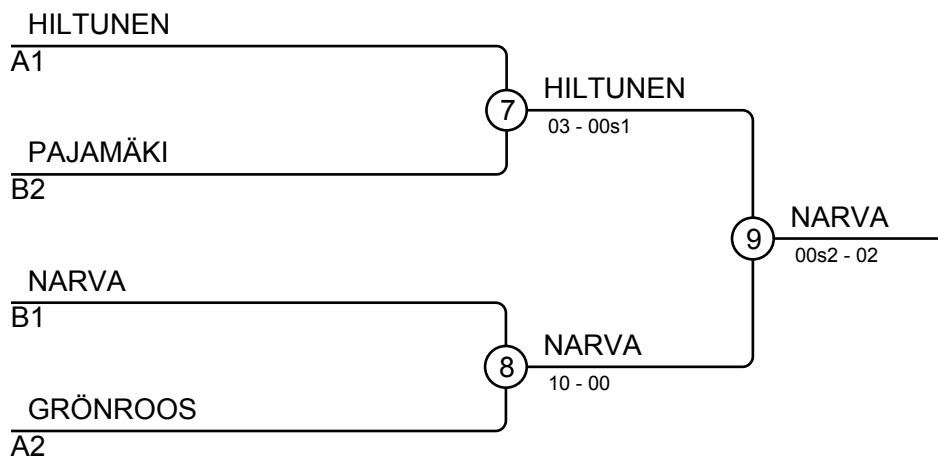 HILTUNEN
A1
7
HILTUNEN
03 - 00s1
PAJAMÄKI
B2
9
NARVA
00s2 - 02
NARVA
B1
8
NARVA
10 - 00
GRÖNROOS
A2